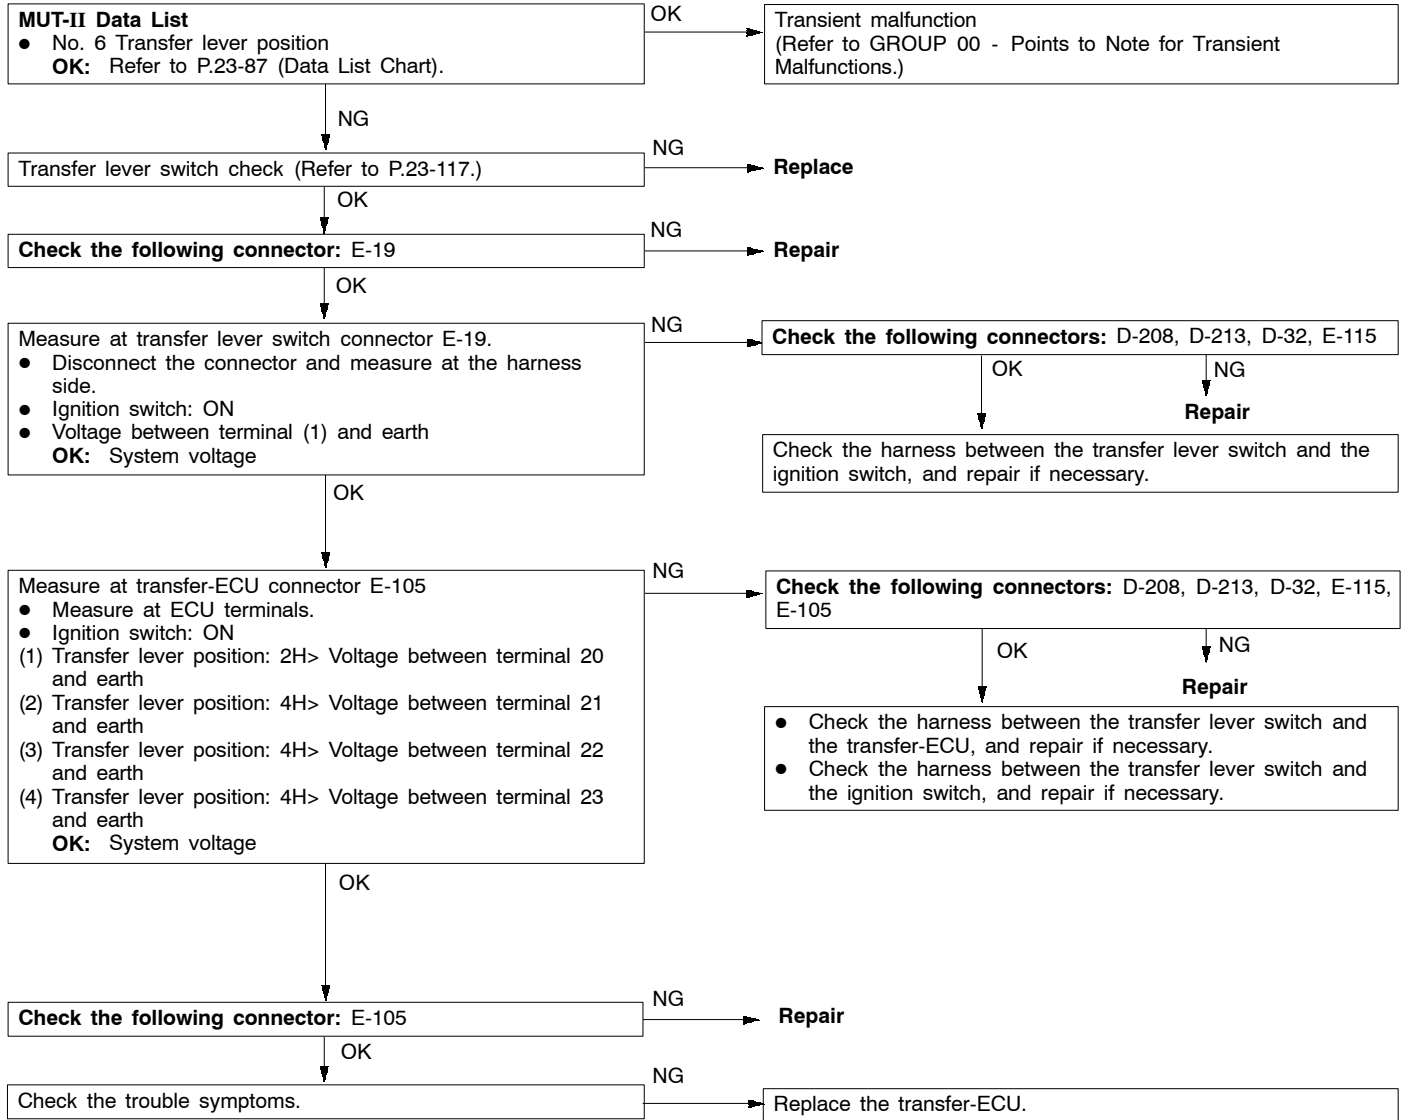 MUT-II Data List
● No. 6 Transfer lever position
OK: Refer to P.23-87 (Data List Chart).
OK
Transient malfunction
(Refer to GROUP 00 - Points to Note for Transient
Malfunctions.)
NG
Transfer lever switch check (Refer to P.23-117.)
NG
Replace
OK
Check the following connector: E-19
NG
Repair
OK
Measure at transfer lever switch connector E-19.
● Disconnect the connector and measure at the harness
side.
● Ignition switch: ON
● Voltage between terminal (1) and earth
OK: System voltage
NG
Check the following connectors: D-208, D-213, D-32, E-115
OK
NG
Repair
Check the harness between the transfer lever switch and the
ignition switch, and repair if necessary.
OK
Measure at transfer-ECU connector E-105
● Measure at ECU terminals.
● Ignition switch: ON
(1) Transfer lever position: 2H> Voltage between terminal 20
and earth
(2) Transfer lever position: 4H> Voltage between terminal 21
and earth
(3) Transfer lever position: 4H> Voltage between terminal 22
and earth
(4) Transfer lever position: 4H> Voltage between terminal 23
and earth
OK: System voltage
NG
Check the following connectors: D-208, D-213, D-32, E-115,
E-105
OK
NG
Repair
● Check the harness between the transfer lever switch and
the transfer-ECU, and repair if necessary.
● Check the harness between the transfer lever switch and
the ignition switch, and repair if necessary.
OK
Check the following connector: E-105
NG
Repair
OK
Check the trouble symptoms.
NG
Replace the transfer-ECU.